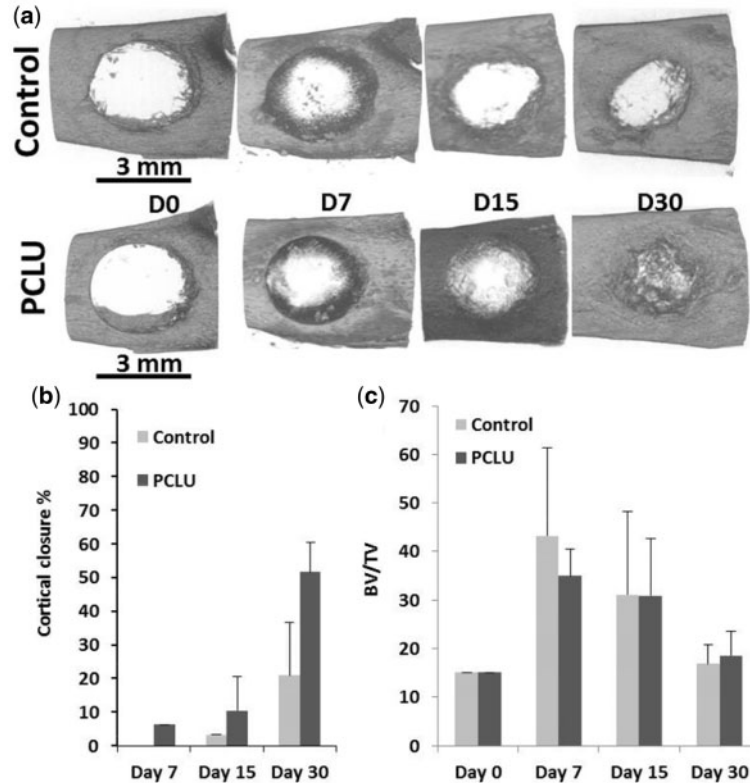 (a)
Control
3 mm
D0 D7 D15 D30
PCLU
3 mm
(b)
Cortical closure %
100
90
80
70
60
50
40
30
20
10
0
Control
PCLU
Day 7 Day 15 Day 30
(c)
BV/TV
70
60
50
40
30
20
10
0
Control
PCLU
Day 0 Day 7 Day 15 Day 30